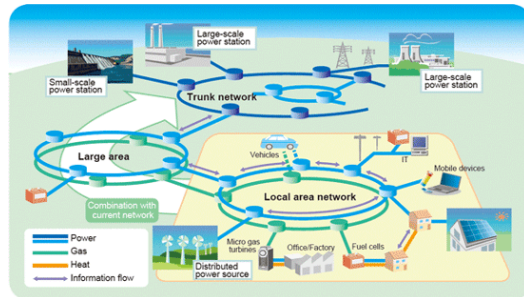 Large-scale
power station
Small-scale
power station
Large-scale
power station
Trunk network
Large area
Vehicles
IT
Mobile devices
Local area network
Combination with
current network
Micro gas
turbines
Office/Factory
Fuel cells
Distributed
power source
Power
Gas
Heat
Information flow